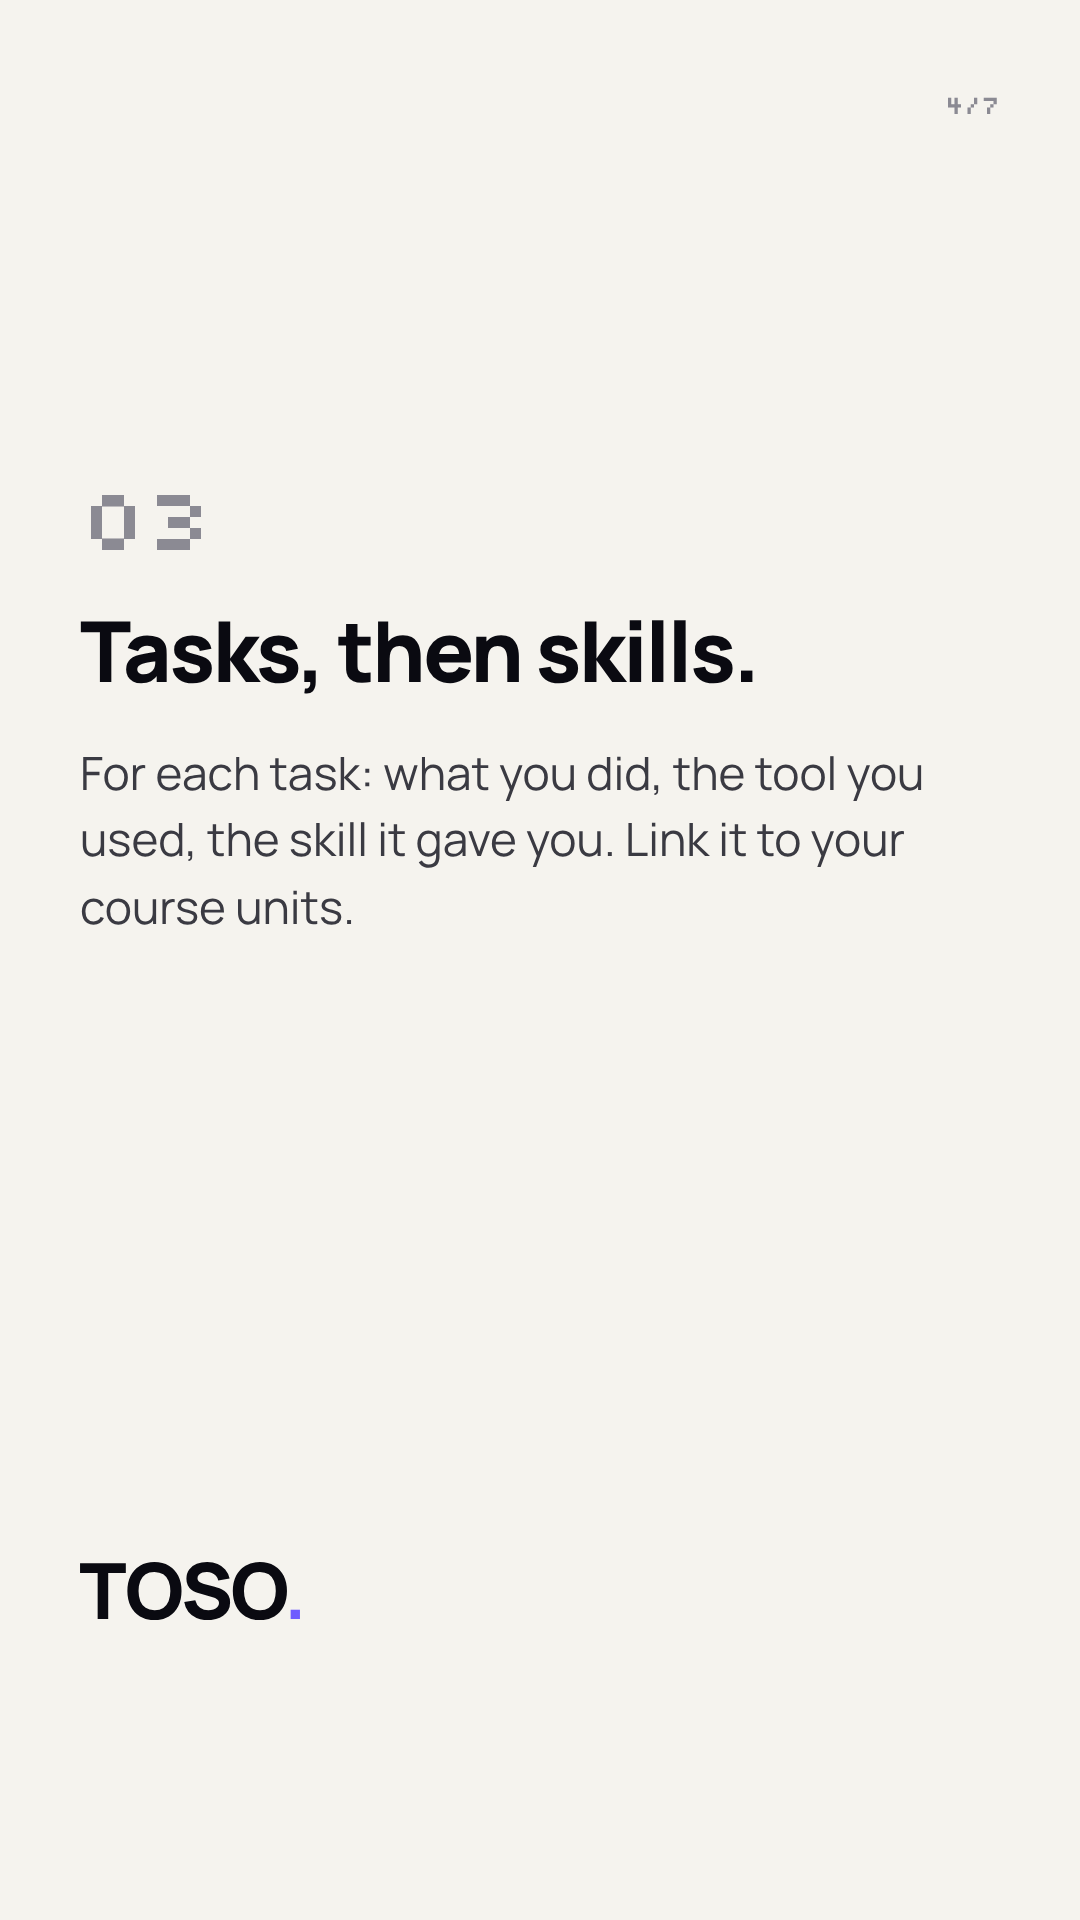 4/7
03
Tasks, then skills.
For each task: what you did, the tool you
used, the skill it gave you. Link it to your
course units.
TOSO.